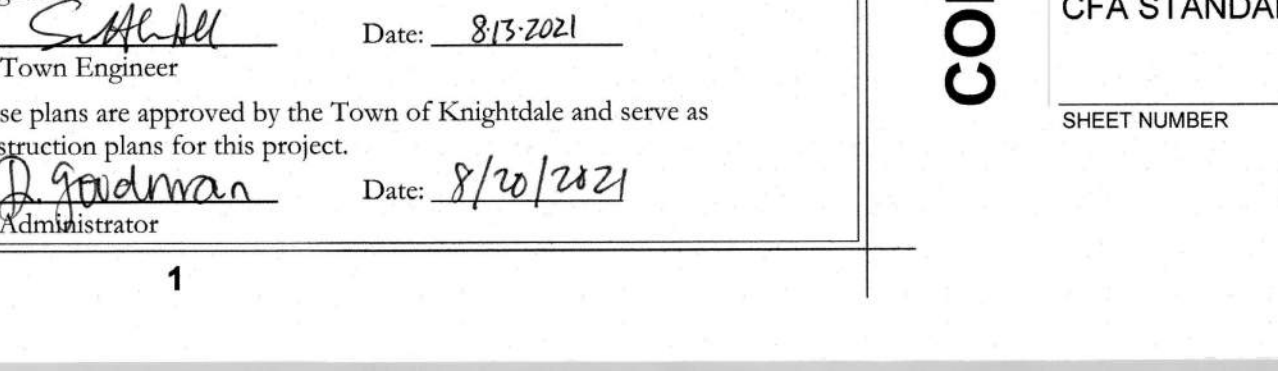 Date: 8·13·2021
Town Engineer
se plans are approved by the Town of Knightdale and serve as
struction plans for this project.
D. Goodman Date: 8/20/2021
Administrator
1
CO
CFA STANDA
SHEET NUMBER